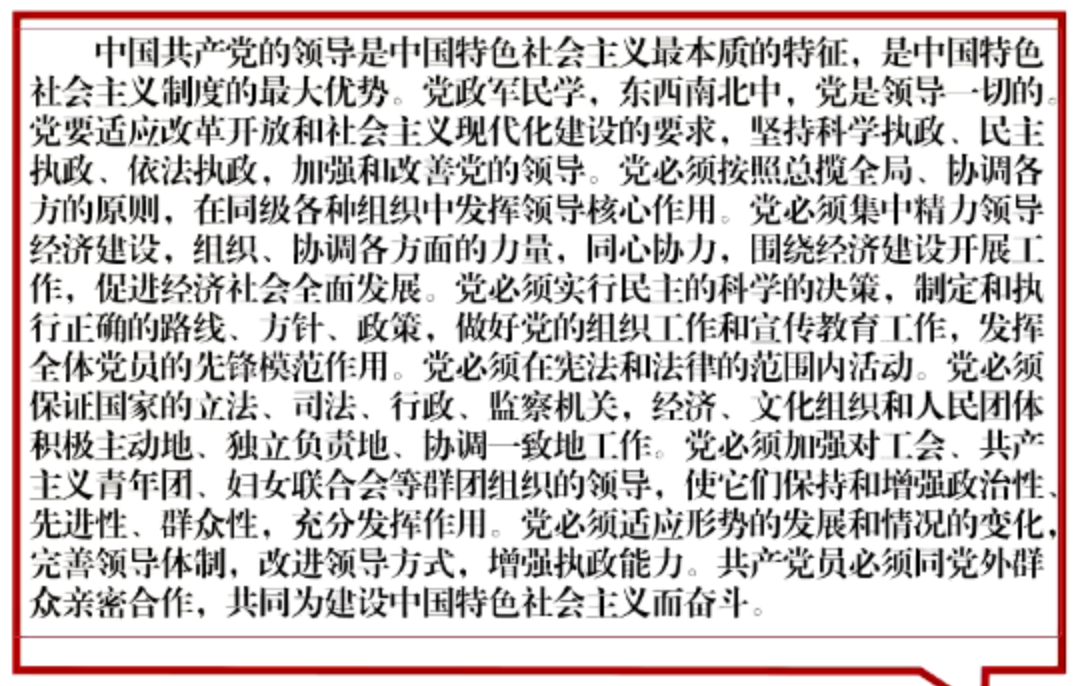 中国共产党的领导是中国特色社会主义最本质的特征，是中国特色
社会主义制度的最大优势。党政军民学，东西南北中，党是领导一切的。
党要适应改革开放和社会主义现代化建设的要求，坚持科学执政、民主
执政、依法执政，加强和改善党的领导。党必须按照总揽全局、协调各
方的原则，在同级各种组织中发挥领导核心作用。党必须集中精力领导
经济建设，组织、协调各方面的力量，同心协力，围绕经济建设开展工
作，促进经济社会全面发展。党必须实行民主的科学的决策，制定和执
行正确的路线、方针、政策，做好党的组织工作和宣传教育工作，发挥
全体党员的先锋模范作用。党必须在宪法和法律的范围内活动。党必须
保证国家的立法、司法、行政、监察机关，经济、文化组织和人民团体
积极主动地、独立负责地、协调一致地工作。党必须加强对工会、共产
主义青年团、妇女联合会等群团组织的领导，使它们保持和增强政治性、
先进性、群众性，充分发挥作用。党必须适应形势的发展和情况的变化，
完善领导体制，改进领导方式，增强执政能力。共产党员必须同党外群
众亲密合作，共同为建设中国特色社会主义而奋斗。